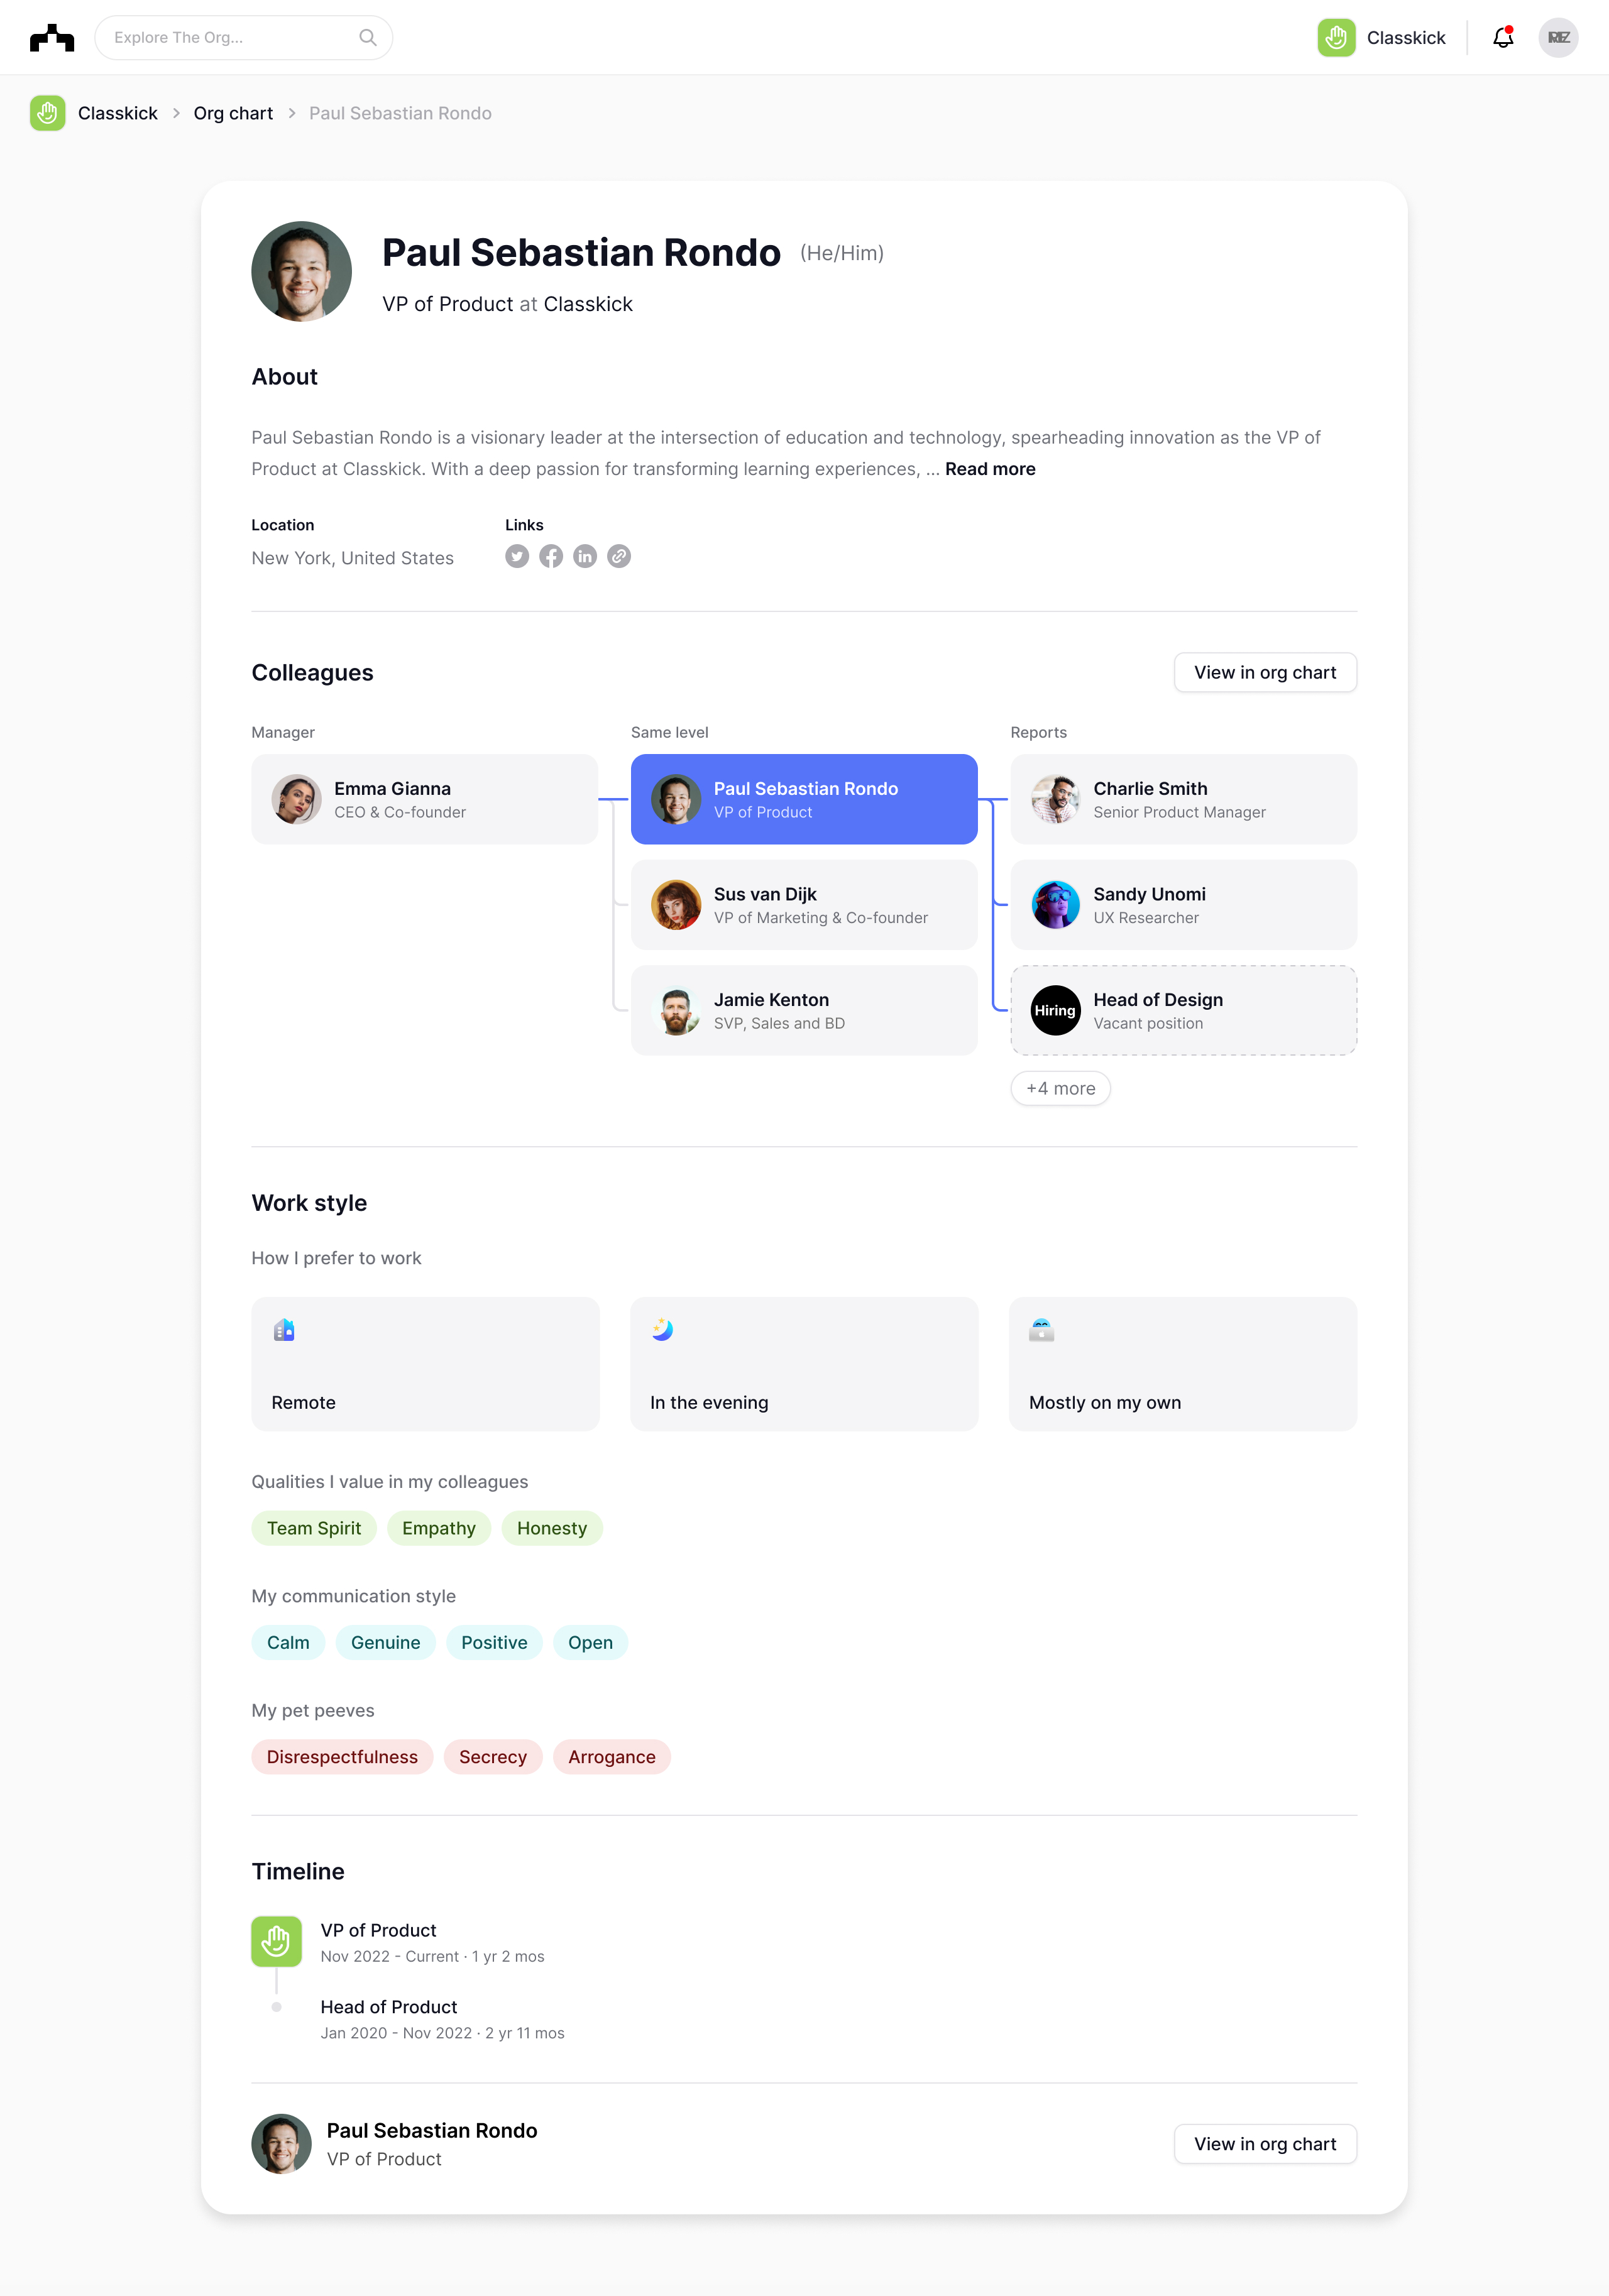 Explore The Org...
Classkick
Classkick
Org chart
Paul Sebastian Rondo
Paul Sebastian Rondo (He/Him)
VP of Product at Classkick
About
Paul Sebastian Rondo is a visionary leader at the intersection of education and technology, spearheading innovation as the VP of
Product at Classkick. With a deep passion for transforming learning experiences, ... Read more
Location
Links
New York, United States
Colleagues
View in org chart
Manager
Same level
Reports
Emma Gianna
CEO & Co-founder
Paul Sebastian Rondo
VP of Product
Charlie Smith
Senior Product Manager
Sus van Dijk
VP of Marketing & Co-founder
Sandy Unomi
UX Researcher
Jamie Kenton
SVP, Sales and BD
Hiring
Head of Design
Vacant position
+4 more
Work style
How I prefer to work
Remote
In the evening
Mostly on my own
Qualities I value in my colleagues
Team Spirit
Empathy
Honesty
My communication style
Calm
Genuine
Positive
Open
My pet peeves
Disrespectfulness
Secrecy
Arrogance
Timeline
VP of Product
Nov 2022 - Current · 1 yr 2 mos
Head of Product
Jan 2020 - Nov 2022 · 2 yr 11 mos
Paul Sebastian Rondo
VP of Product
View in org chart